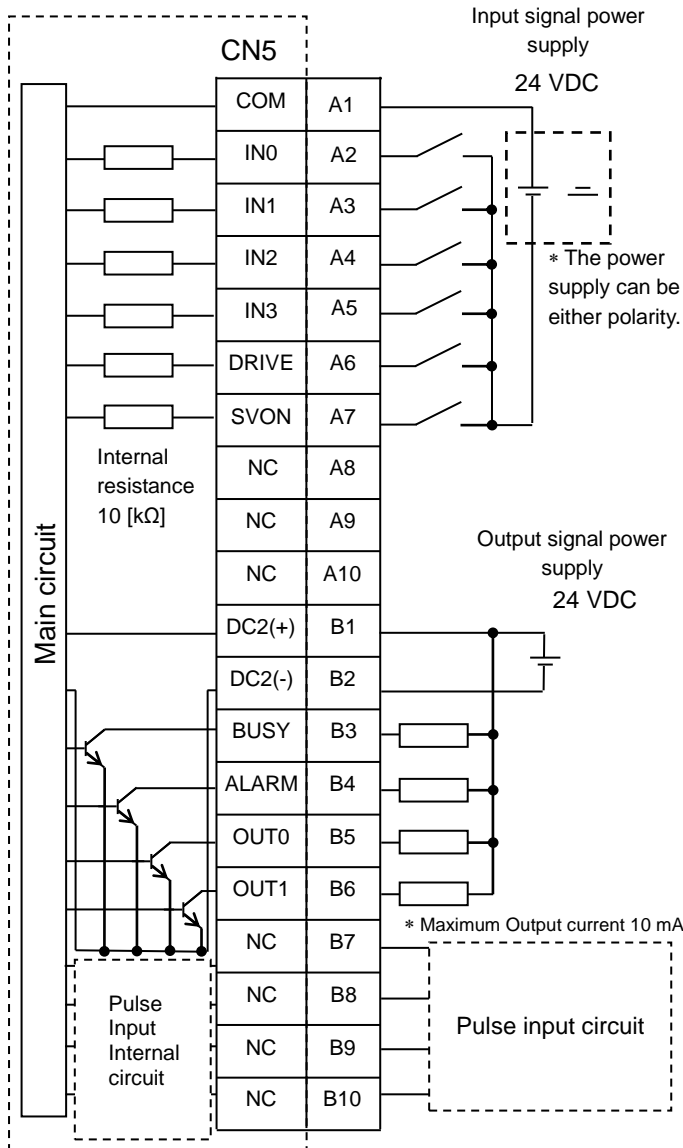 Input signal power
supply
24 VDC
CN5
COM A1
IN0 A2
IN1 A3
IN2 A4
IN3 A5
DRIVE A6
SVON A7
NC A8
NC A9
NC A10
DC2(+) B1
DC2(-) B2
BUSY B3
ALARM B4
OUT0 B5
OUT1 B6
NC B7
NC B8
NC B9
NC B10
* The power
supply can be
either polarity.
Internal
resistance
10 [kΩ]
Main circuit
Output signal power
supply
24 VDC
* Maximum Output current 10 mA
Pulse
Input
Internal
circuit
Pulse input circuit